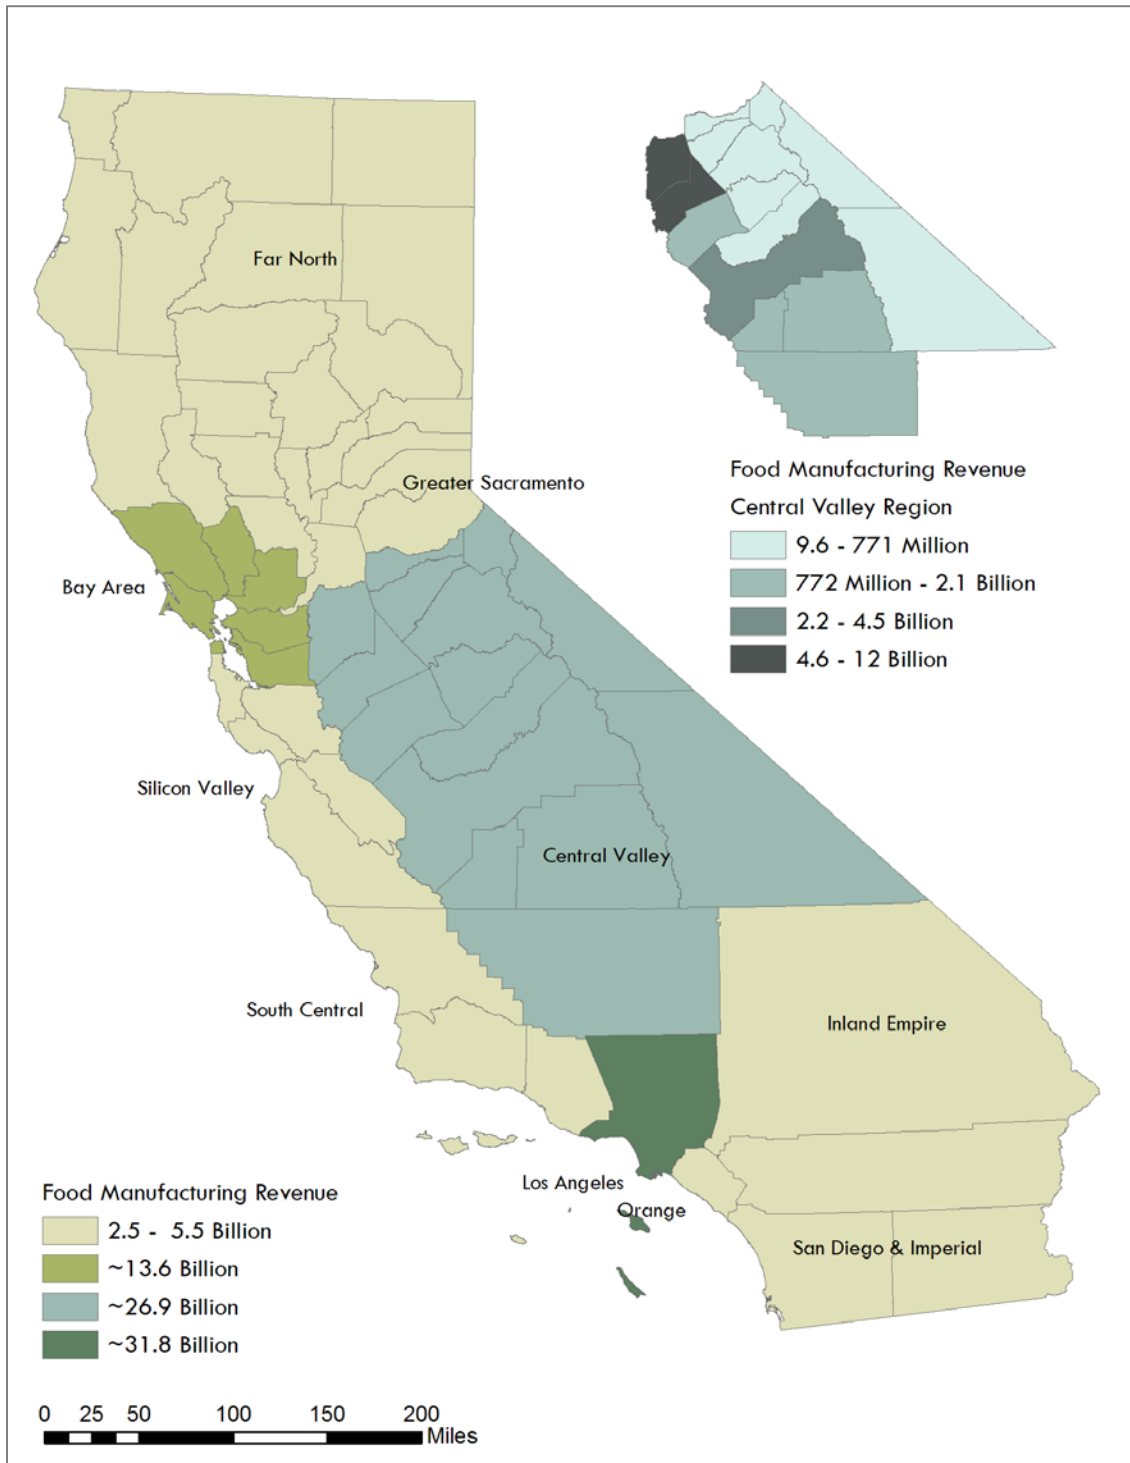 Far North
Greater Sacramento
Bay Area
Silicon Valley
Central Valley
South Central
Inland Empire
Los Angeles
Orange
San Diego & Imperial
Food Manufacturing Revenue
Central Valley Region
9.6 - 771 Million
772 Million - 2.1 Billion
2.2 - 4.5 Billion
4.6 - 12 Billion
Food Manufacturing Revenue
2.5 - 5.5 Billion
~13.6 Billion
~26.9 Billion
~31.8 Billion
0 25 50 100 150 200
Miles